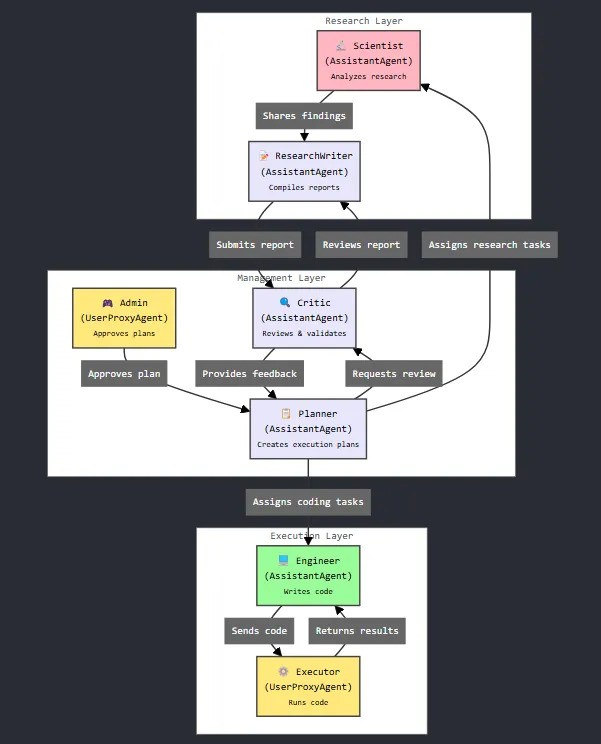 Research Layer
Scientist
(AssistantAgent)
Analyzes research
Shares findings
ResearchWriter
(AssistantAgent)
Compiles reports
Submits report
Reviews report
Assigns research tasks
Management Layer
Admin
(UserProxyAgent)
Approves plans
Critic
(AssistantAgent)
Reviews & validates
Approves plan
Provides feedback
Requests review
Planner
(AssistantAgent)
Creates execution plans
Assigns coding tasks
Execution Layer
Engineer
(AssistantAgent)
Writes code
Sends code
Returns results
Executor
(UserProxyAgent)
Runs code